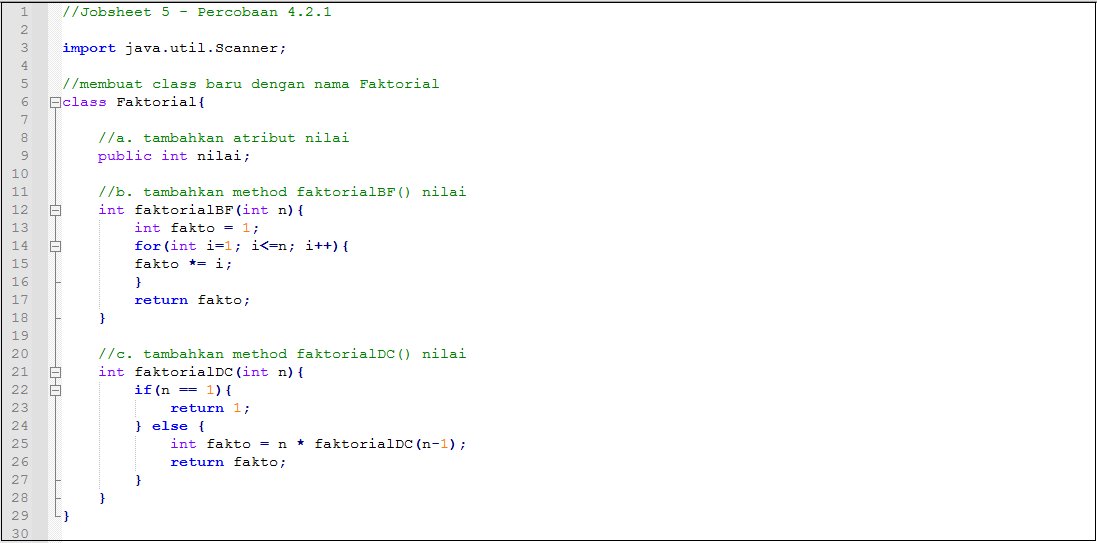 1 //Jobsheet 5 - Percobaan 4.2.1
2
3 import java.util.Scanner;
4
5 //membuat class baru dengan nama Faktorial
6 class Faktorial{
7
8 //a. tambahkan atribut nilai
9 public int nilai;
10
11 //b. tambahkan method faktorialBF() nilai
12 int faktorialBF(int n){
13 int fakto = 1;
14 for(int i=1; i<=n; i++){
15 fakto *= i;
16 }
17 return fakto;
18 }
19
20 //c. tambahkan method faktorialDC() nilai
21 int faktorialDC(int n){
22 if(n == 1){
23 return 1;
24 } else {
25 int fakto = n * faktorialDC(n-1);
26 return fakto;
27 }
28 }
29 }
30